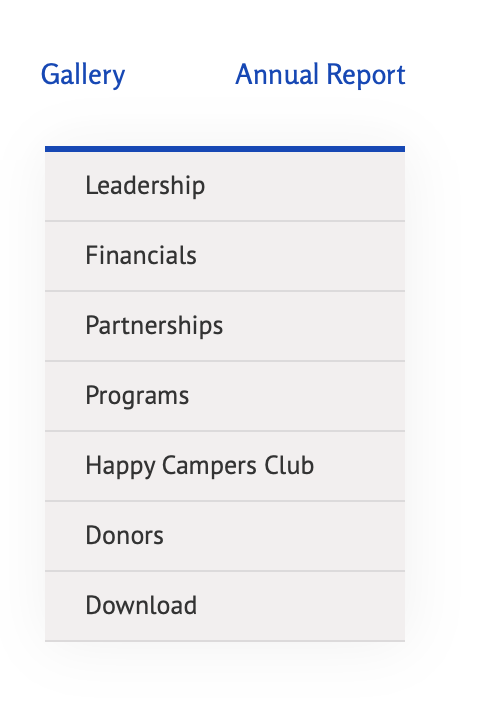 Gallery Annual Report
Leadership
Financials
Partnerships
Programs
Happy Campers Club
Donors
Download